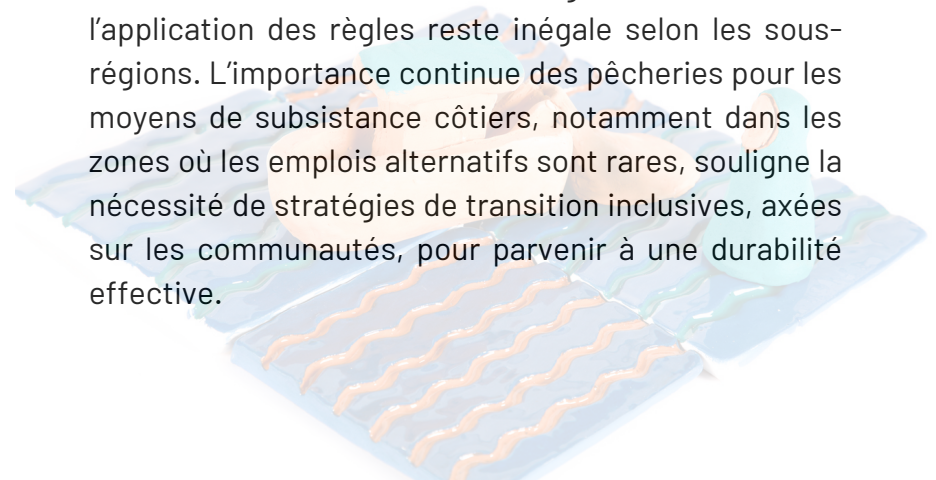 l’application des règles reste inégale selon les sous-
régions. L’importance continue des pêcheries pour les
moyens de subsistance côtiers, notamment dans les
zones où les emplois alternatifs sont rares, souligne la
nécessité de stratégies de transition inclusives, axées
sur les communautés, pour parvenir à une durabilité
effective.